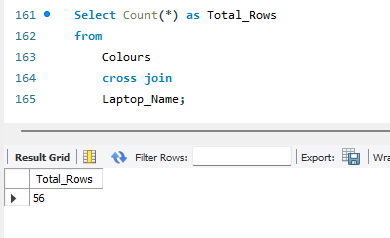 161 Select Count(*) as Total_Rows
162 from
163 Colours
164 cross join
165 Laptop_Name;
Result Grid Filter Rows: Export: Wra
Total_Rows
56